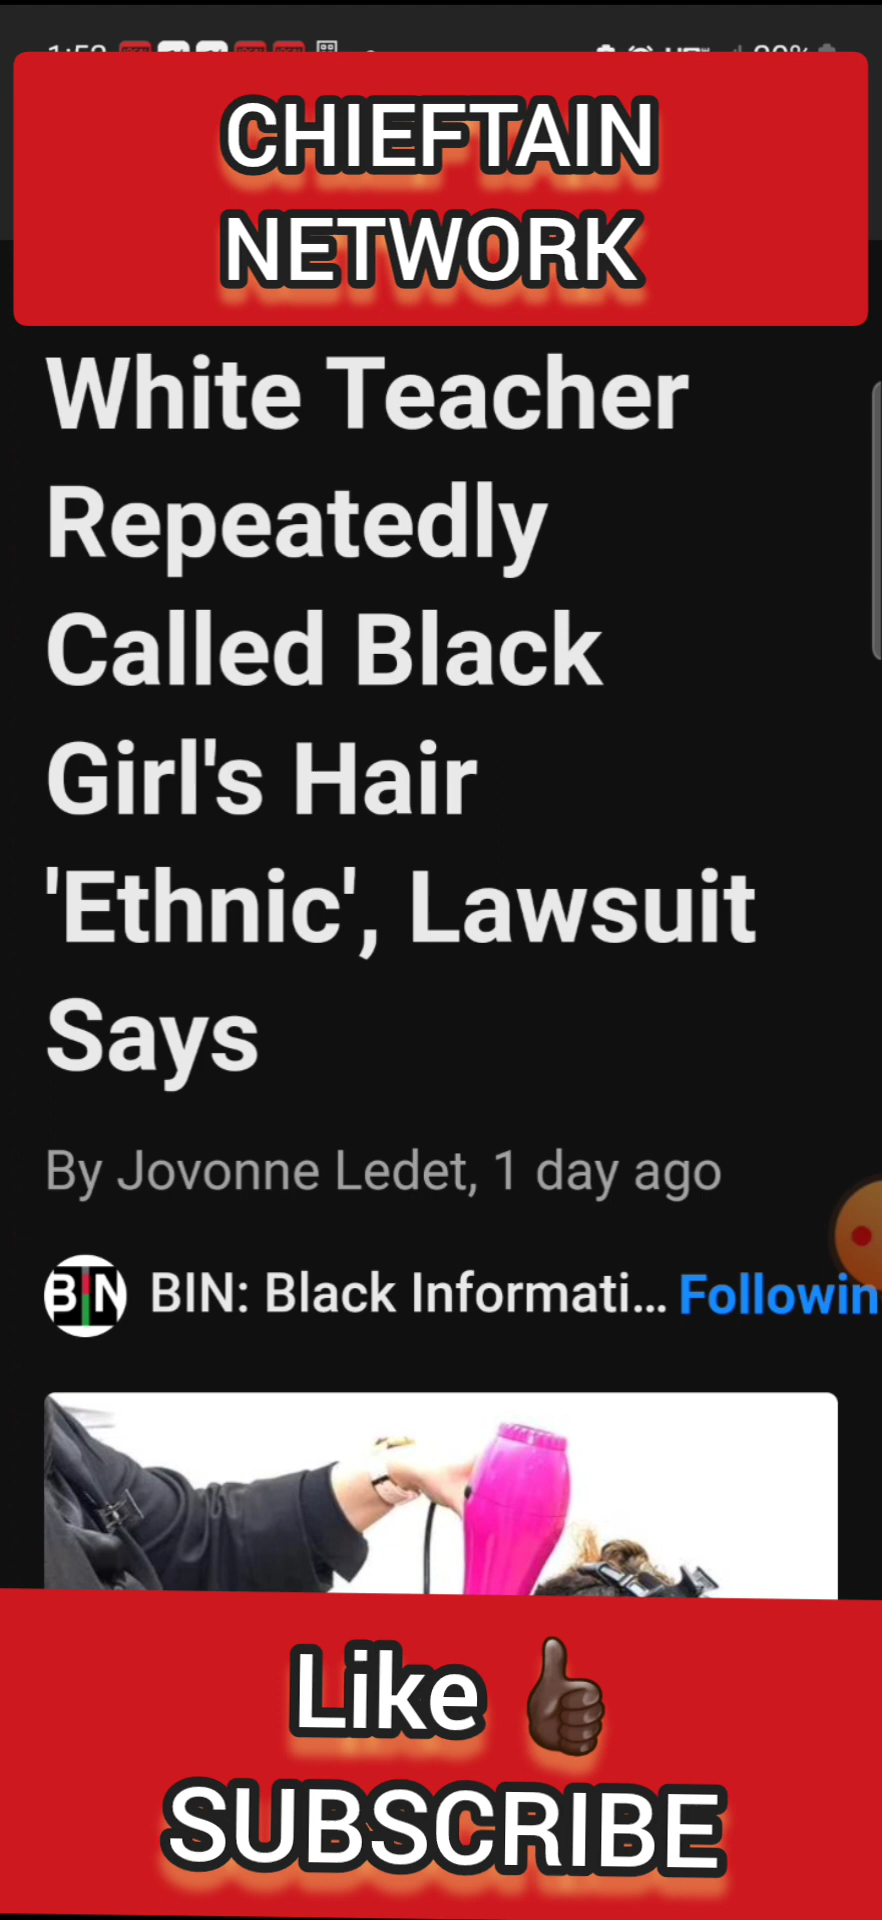 CHIEFTAIN
NETWORK
White Teacher
Repeatedly
Called Black
Girl's Hair
'Ethnic', Lawsuit
Says
By Jovonne Ledet, 1 day ago
BIN
BIN: Black Informati... Followin
Like
SUBSCRIBE